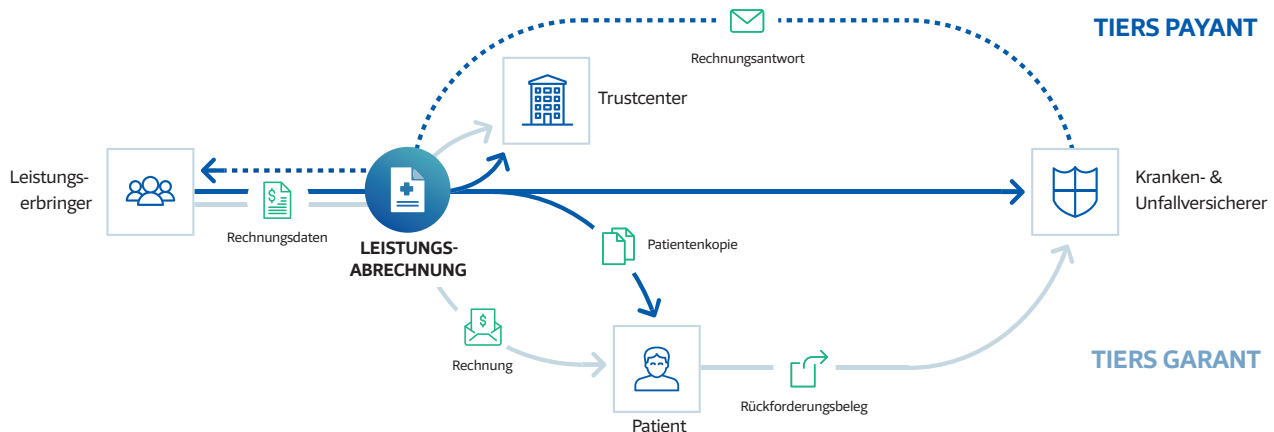 TIERS PAYANT
Rechnungsantwort
Trustcenter
Leistungs-
erbringer
Kranken- &
Unfallversicherer
Rechnungsdaten
LEISTUNGS-
ABRECHNUNG
Patientenkopie
Rechnung
TIERS GARANT
Rückforderungsbeleg
Patient